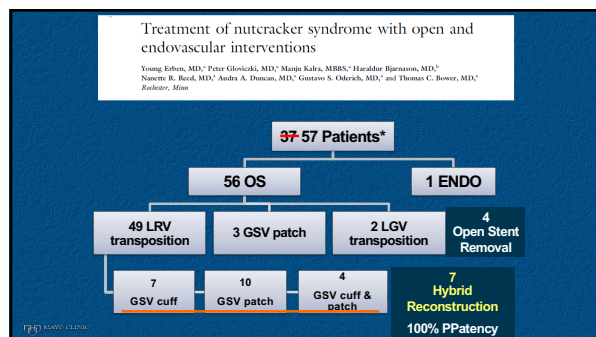 Treatment of nutcracker syndrome with open and
endovascular interventions
Young Erben, MD,ᵃ Peter Gloviczki, MD,ᵃ Manju Kalra, MBBS,ᵃ Haraldur Bjarnason, MD,ᵇ
Nanette R. Reed, MD,ᵃ Audra A. Duncan, MD,ᵃ Gustavo S. Oderich, MD,ᵃ and Thomas C. Bower, MD,ᵃ
Rochester, Minn
37 57 Patients*
56 OS
1 ENDO
49 LRV
transposition
3 GSV patch
2 LGV
transposition
4
Open Stent
Removal
7
GSV cuff
10
GSV patch
4
GSV cuff &
patch
7
Hybrid
Reconstruction
100% PPatency
MAYO CLINIC